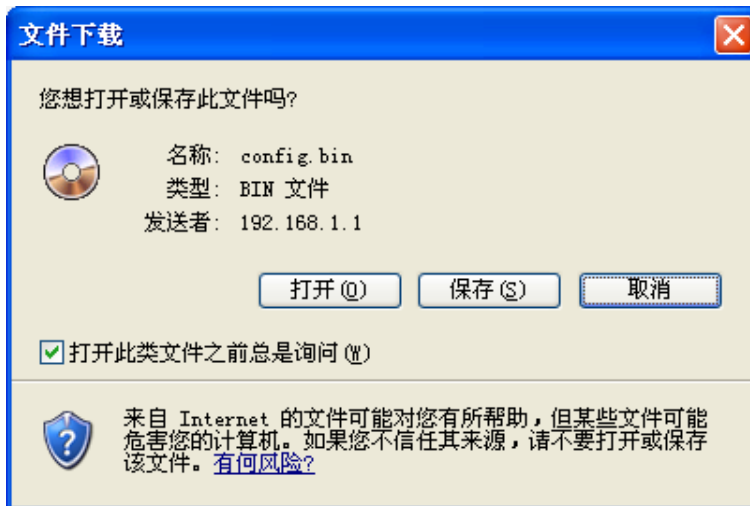 文件下载
您想打开或保存此文件吗?
名称: config.bin
类型: BIN 文件
发送者: 192.168.1.1
打开(O) 保存(S) 取消
打开此类文件之前总是询问(W)
来自 Internet 的文件可能对您有所帮助，但某些文件可能
危害您的计算机。如果您不信任其来源，请不要打开或保存
该文件。有何风险?